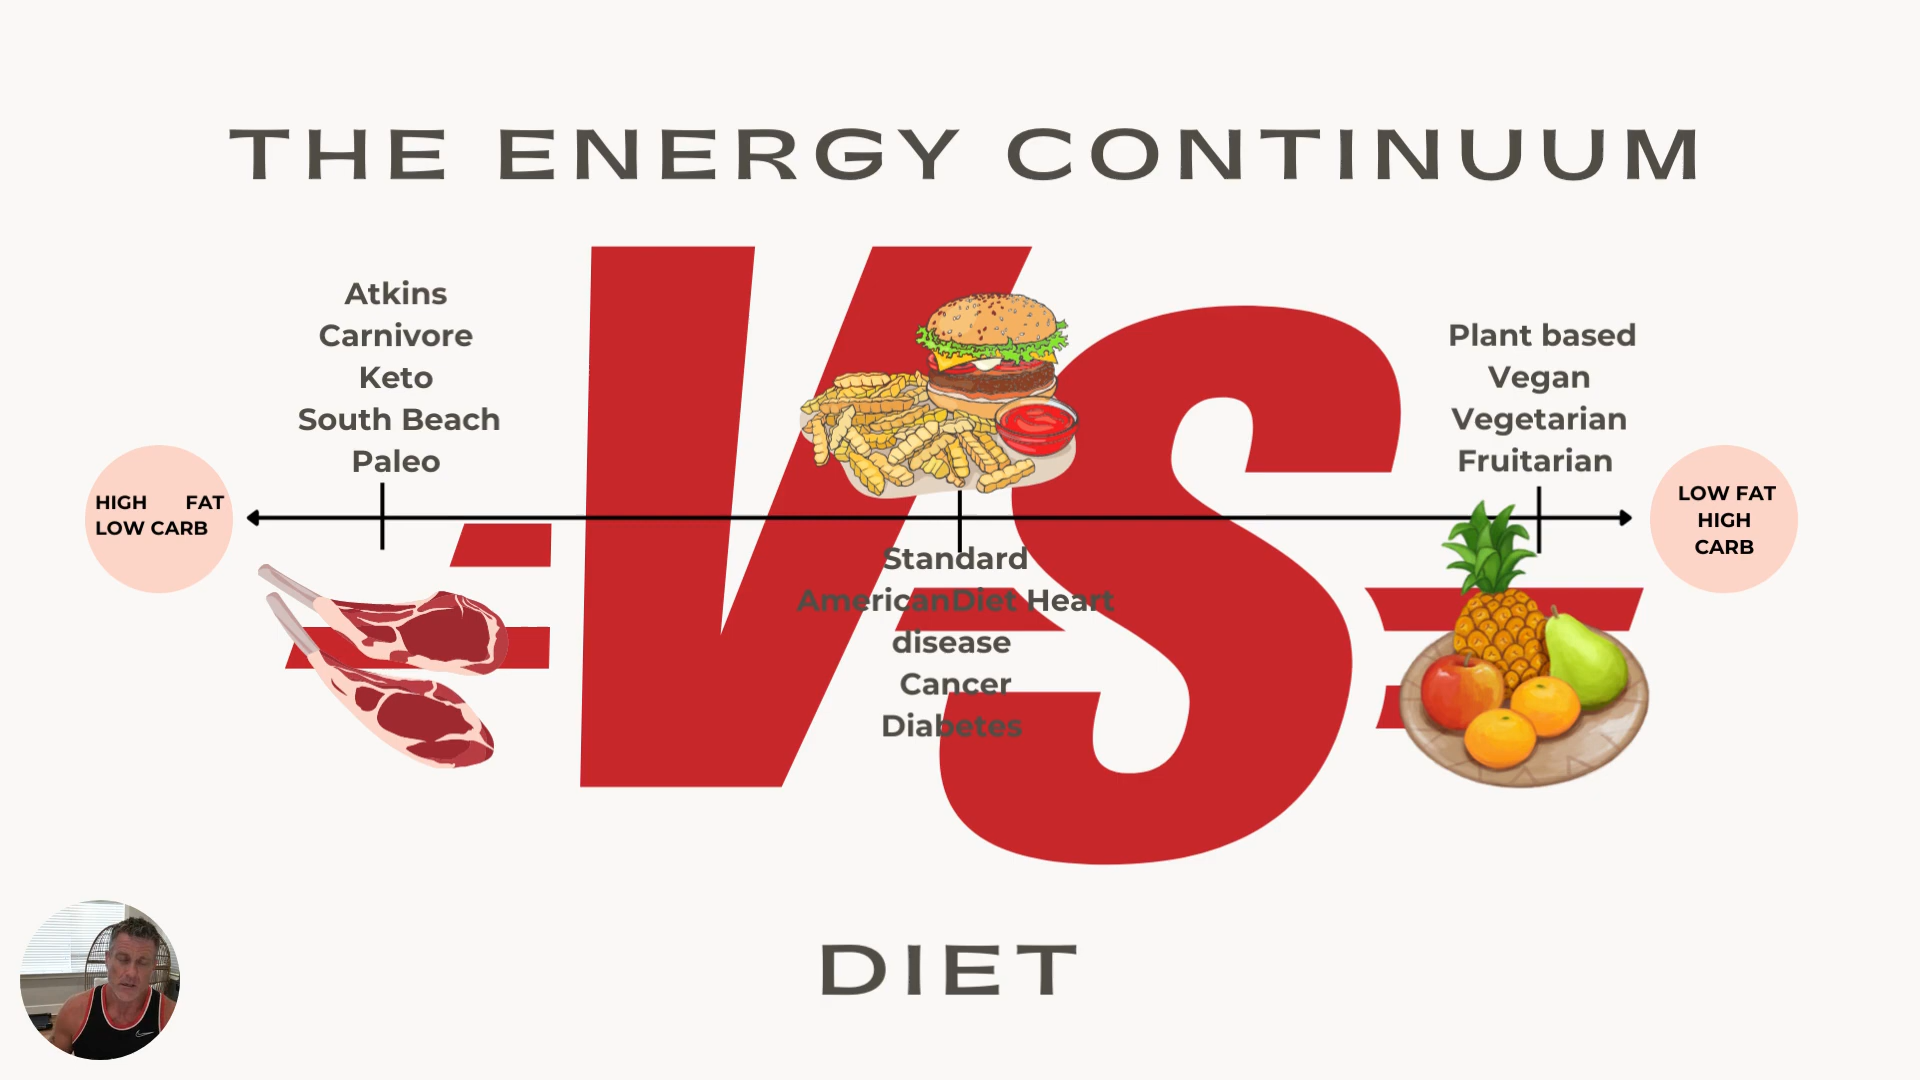 THE ENERGY CONTINUUM
VS
Atkins
Carnivore
Keto
South Beach
Paleo
Plant based
Vegan
Vegetarian
Fruitarian
HIGH FAT
LOW CARB
LOW FAT
HIGH
CARB
Standard
AmericanDiet Heart
disease
Cancer
Diabetes
DIET